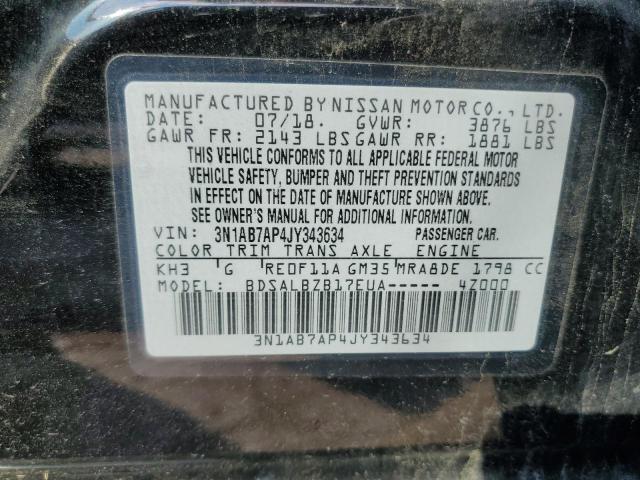 MANUFACTURED BY NISSAN MOTOR CO., LTD.
DATE: 07/18. GVWR: 3876 LBS
GAWR FR: 2143 LBS GAWR RR: 1881 LBS
THIS VEHICLE CONFORMS TO ALL APPLICABLE FEDERAL MOTOR
VEHICLE SAFETY, BUMPER AND THEFT PREVENTION STANDARDS
IN EFFECT ON THE DATE OF MANUFACTURE SHOWN ABOVE.
SEE OWNER'S MANUAL FOR ADDITIONAL INFORMATION.
VIN: 3N1AB7AP4JY343634 PASSENGER CAR.
COLOR TRIM TRANS AXLE ENGINE
KH3 G RE0F11A GM35 MRA8DE 1798 CC
MODEL: BDSALBZB17EUA----- 4Z000
3N1AB7AP4JY343634